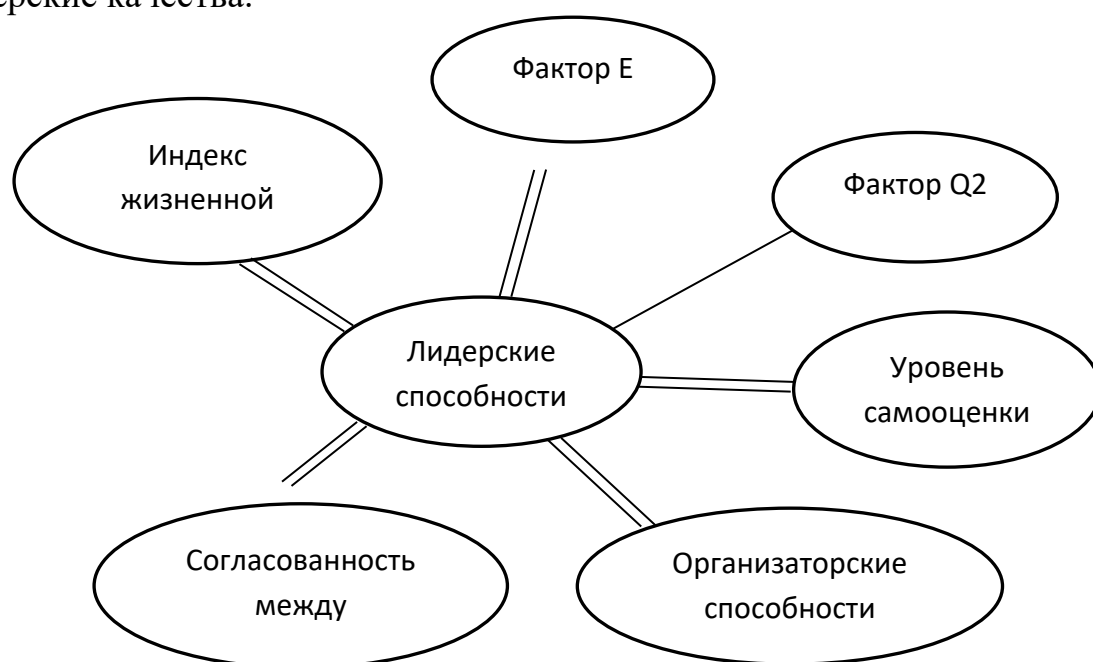 ерские качества.
Фактор Е
Индекс
жизненной
Фактор Q2
Лидерские
способности
Уровень
самооценки
Согласованность
между
Организаторские
способности